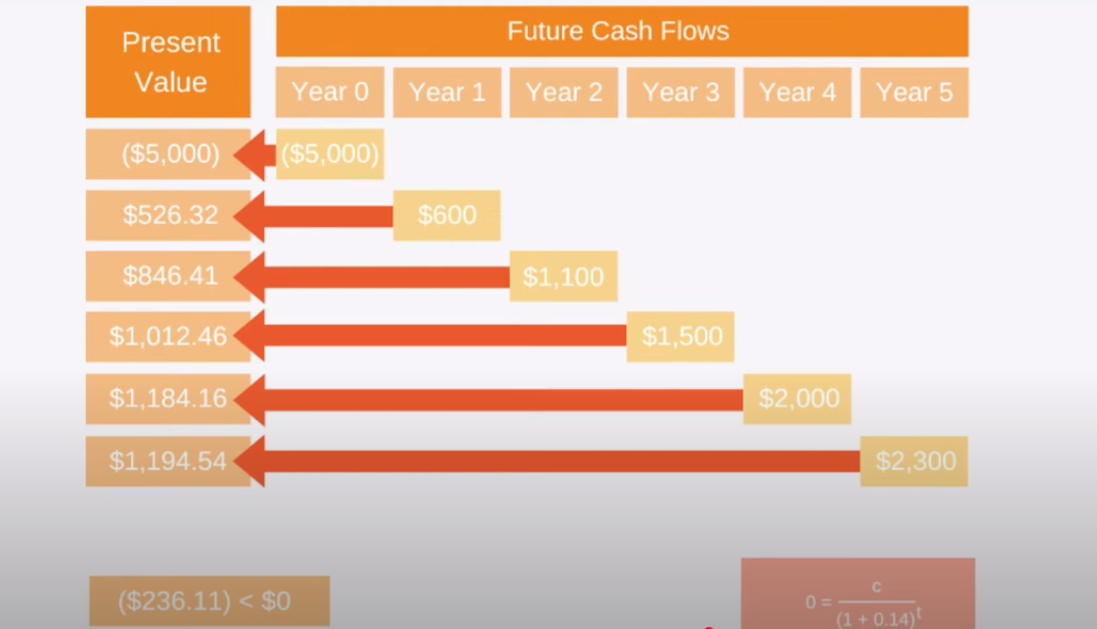 Present
Value
Future Cash Flows
Year 0 Year 1 Year 2 Year 3 Year 4 Year 5
($5,000) ($5,000)
$526.32 $600
$846.41 $1,100
$1,012.46 $1,500
$1,184.16 $2,000
$1,194.54 $2,300
($236.11) < $0
0 = c
(1 + 0.14)t